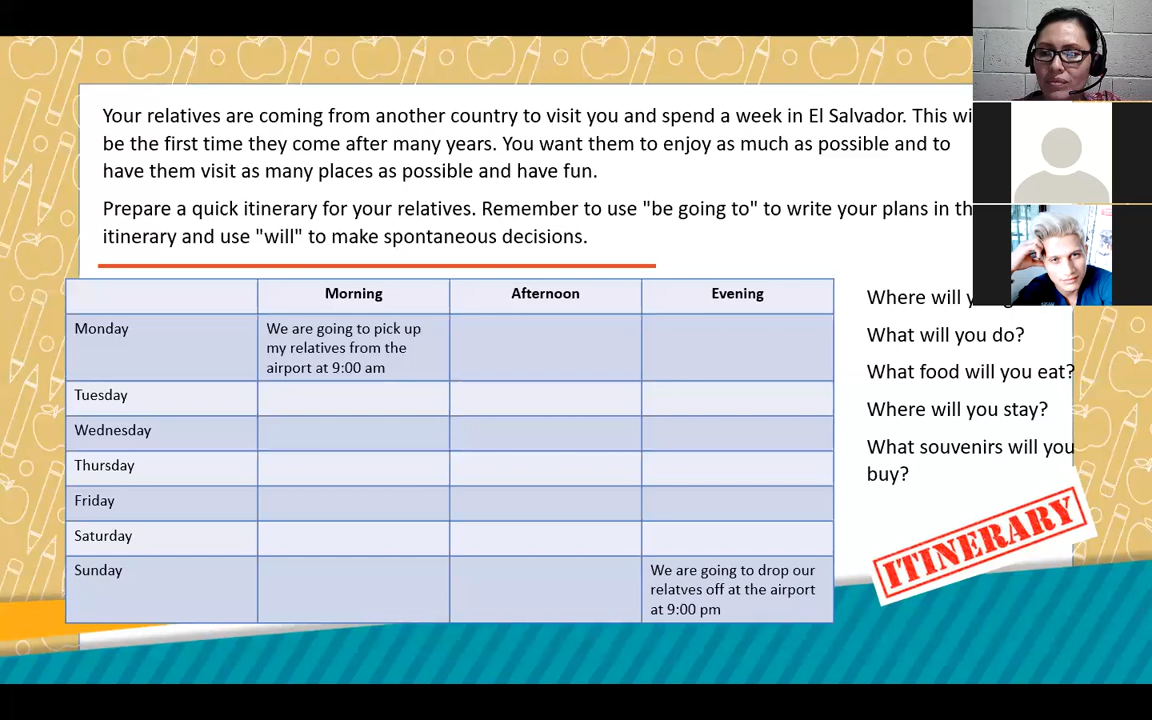 Your relatives are coming from another country to visit you and spend a week in El Salvador. This
be the first time they come after many years. You want them to enjoy as much as possible and to
have them visit as many places as possible and have fun.
Prepare a quick itinerary for your relatives. Remember to use "be going to" to write your plans in
itinerary and use "will" to make spontaneous decisions.
Morning Afternoon Evening
Monday
We are going to pick up
my relatives from the
airport at 9:00 am
Tuesday
Wednesday
Thursday
Friday
Saturday
Sunday
We are going to drop our
relatves off at the airport
at 9:00 pm
Where will
What will you do?
What food will you eat?
Where will you stay?
What souvenirs will you
buy?
ITINERARY